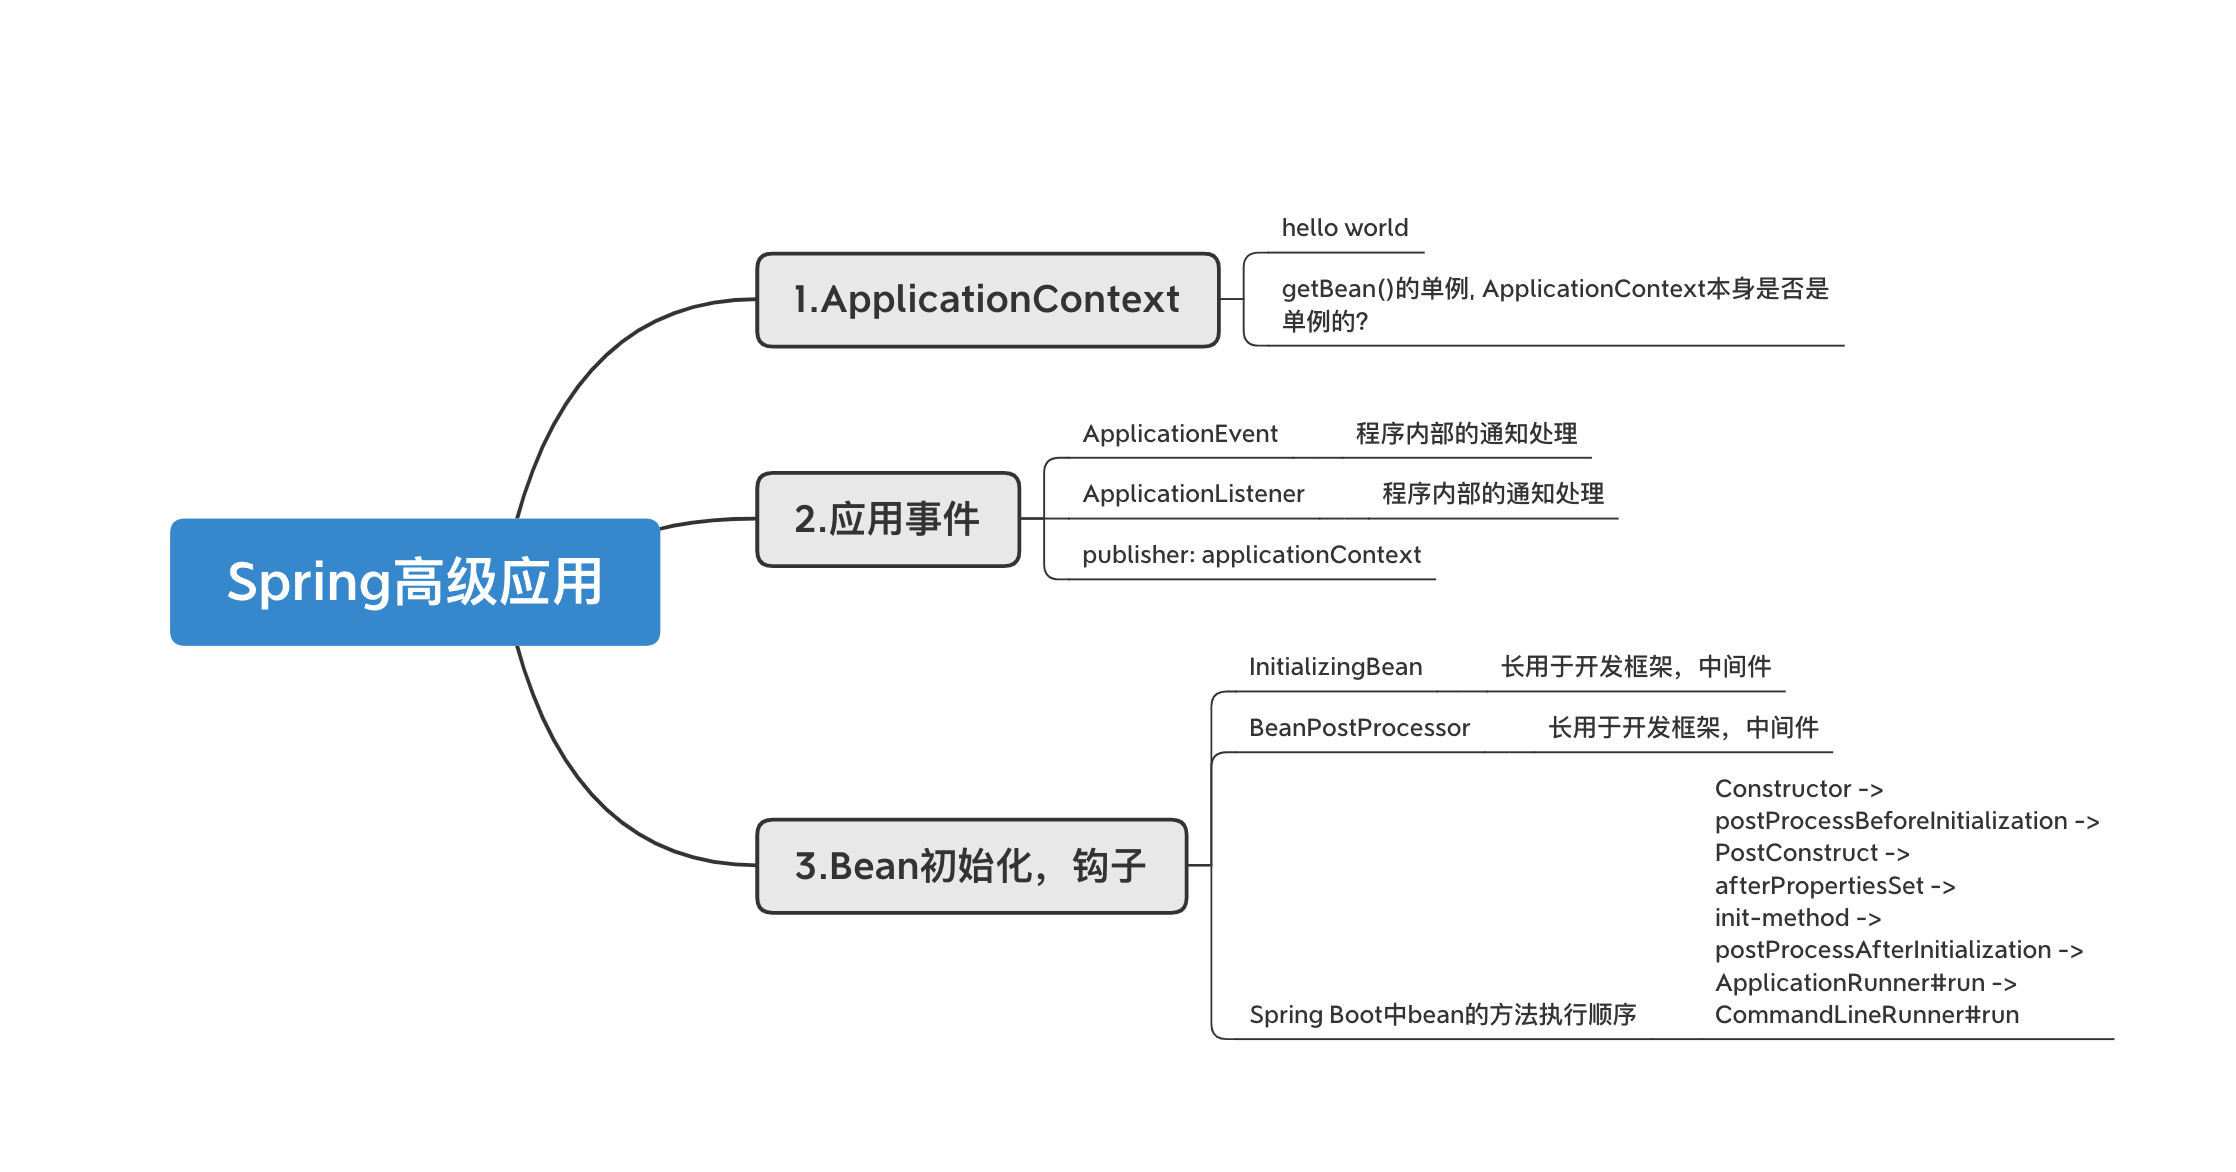 Spring高级应用
1.ApplicationContext
hello world
getBean()的单例, ApplicationContext本身是否是
单例的?
2.应用事件
ApplicationEvent 程序内部的通知处理
ApplicationListener 程序内部的通知处理
publisher: applicationContext
3.Bean初始化，钩子
InitializingBean 长用于开发框架，中间件
BeanPostProcessor 长用于开发框架，中间件
Spring Boot中bean的方法执行顺序
Constructor ->
postProcessBeforeInitialization ->
PostConstruct ->
afterPropertiesSet ->
init-method ->
postProcessAfterInitialization ->
ApplicationRunner#run ->
CommandLineRunner#run